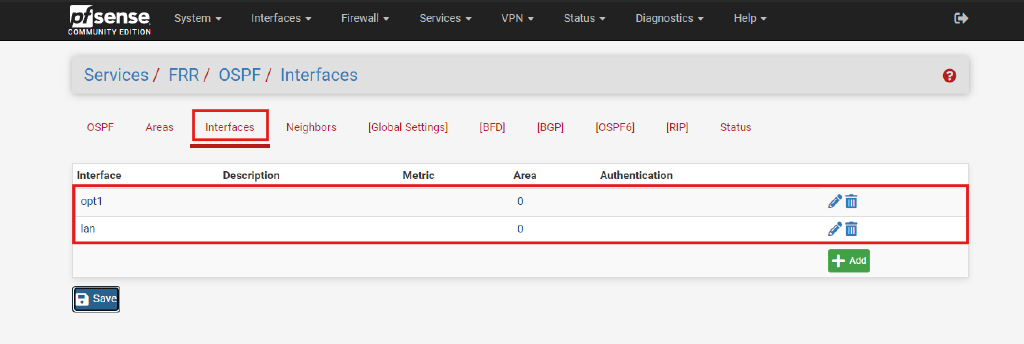 pfsense System Interfaces Firewall Services VPN Status Diagnostics Help
COMMUNITY EDITION
Services / FRR / OSPF / Interfaces
OSPF Areas Interfaces Neighbors [Global Settings] [BFD] [BGP] [OSPF6] [RIP] Status
Interface Description Metric Area Authentication
opt1 0
lan 0
Add
Save